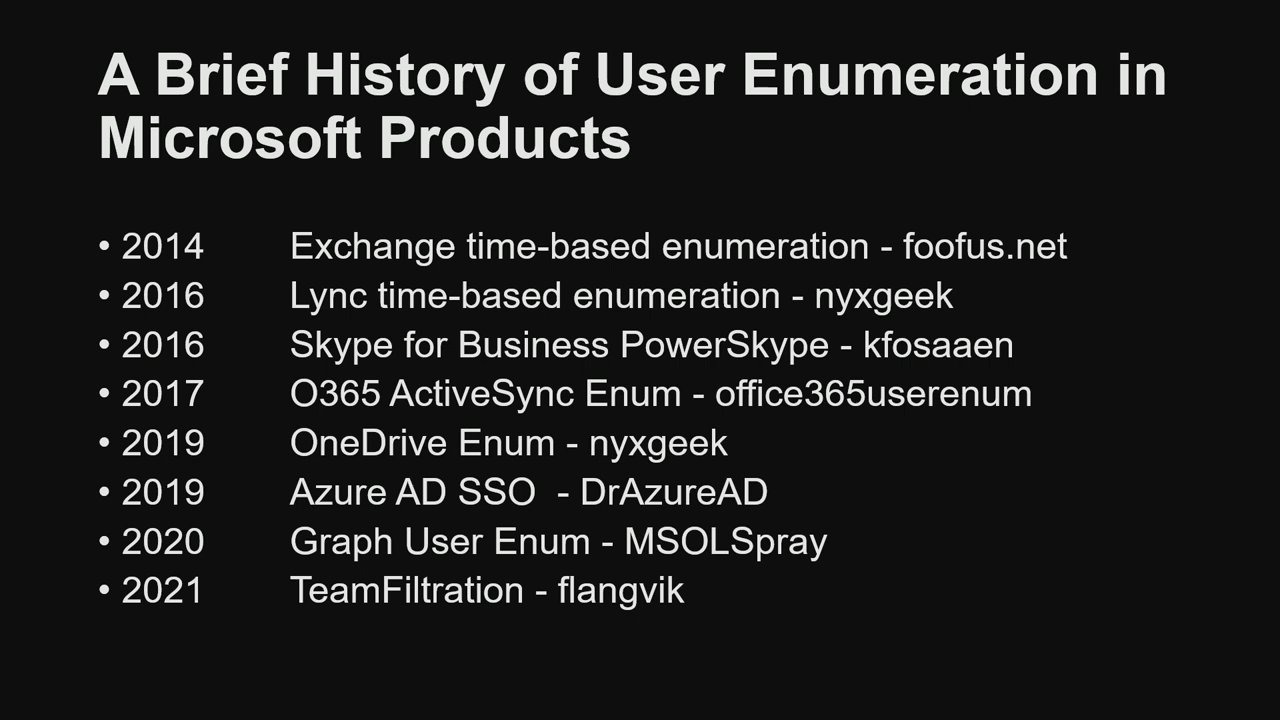 A Brief History of User Enumeration in
Microsoft Products
• 2014 Exchange time-based enumeration - foofus.net
• 2016 Lync time-based enumeration - nyxgeek
• 2016 Skype for Business PowerSkype - kfosaaen
• 2017 O365 ActiveSync Enum - office365userenum
• 2019 OneDrive Enum - nyxgeek
• 2019 Azure AD SSO - DrAzureAD
• 2020 Graph User Enum - MSOLSpray
• 2021 TeamFiltration - flangvik